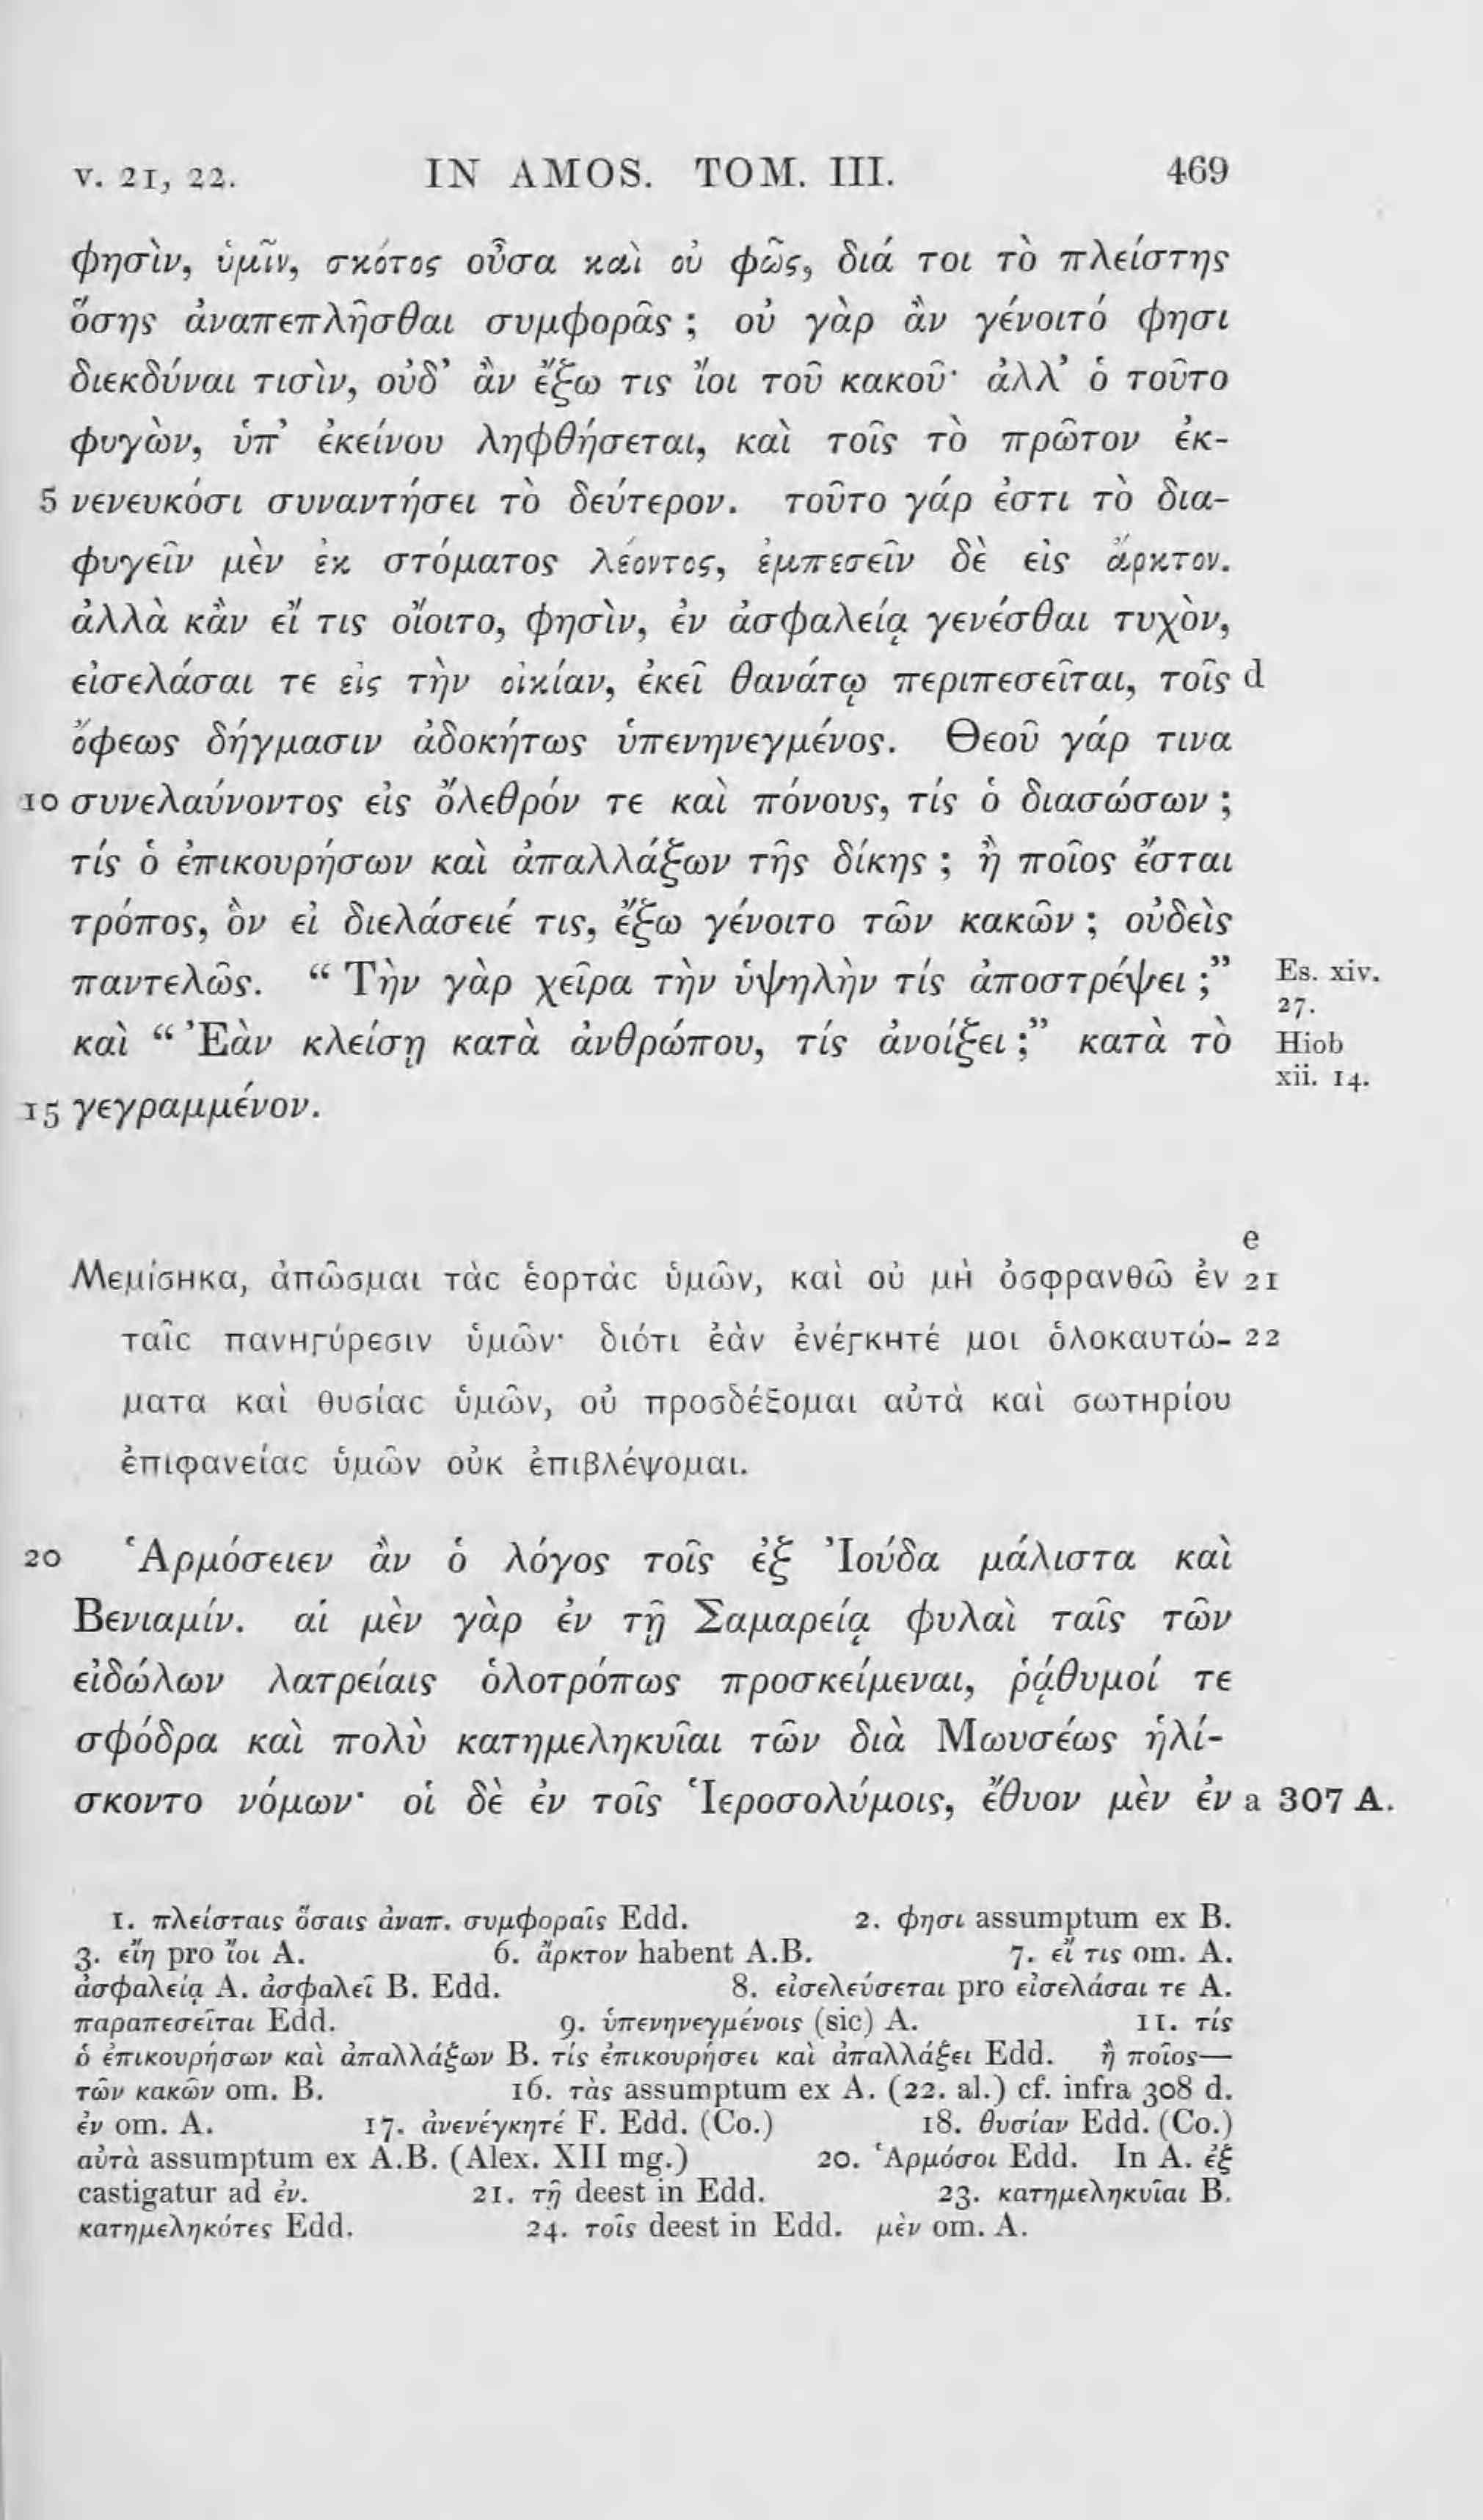 v. 21, 22. IN AMOS. TOM. III. 469
φησὶν, ὑμῖν, σκότος οὖσα καὶ οὐ φῶς, διά τοι τὸ πλείστης
ὅσης ἀναπεπλῆσθαι συμφορᾶς ; οὐ γὰρ ἂν γένοιτό φησι
διεκδύναι τισὶν, οὐδ’ ἂν ἔξω τις ἴοι τοῦ κακοῦ· ἀλλ’ ὁ τοῦτο
φυγὼν, ὑπ’ ἐκείνου ληφθήσεται, καὶ τοῖς τὸ πρῶτον ἐκ-
5 νενευκόσι συναντήσει τὸ δεύτερον. τοῦτο γάρ ἐστι τὸ δια-
φυγεῖν μὲν ἐκ στόματος λέοντος, ἐμπεσεῖν δὲ εἰς ἄρκτον.
ἀλλὰ κἂν εἴ τις οἴοιτο, φησὶν, ἐν ἀσφαλείᾳ γενέσθαι τυχὸν,
εἰσελάσαι τε εἰς τὴν οἰκίαν, ἐκεῖ θανάτῳ περιπεσεῖται, τοῖς d
ὄφεως δήγμασιν ἀδοκήτως ὑπενηνεγμένος. Θεοῦ γάρ τινα
10 συνελαύνοντος εἰς ὄλεθρόν τε καὶ πόνους, τίς ὁ διασώσων ;
τίς ὁ ἐπικουρήσων καὶ ἀπαλλάξων τῆς δίκης ; ἢ ποῖος ἔσται
τρόπος, ὃν εἰ διελάσειέ τις, ἔξω γένοιτο τῶν κακῶν ; οὐδεὶς
παντελῶς. “ Τὴν γὰρ χεῖρα τὴν ὑψηλὴν τίς ἀποστρέψει ;” Es. xiv.
27.
καὶ “ Ἐὰν κλείσῃ κατὰ ἀνθρώπου, τίς ἀνοίξει ;” κατὰ τὸ Hiob
xii. 14.
15 γεγραμμένον.
e
Μεμίσηκα, ἀπῶσμαι τὰς ἑορτὰς ὑμῶν, καὶ οὐ μὴ ὀσφρανθῶ ἐν 21
ταῖς πανηγύρεσιν ὑμῶν· διότι ἐὰν ἐνέγκητέ μοι ὁλοκαυτώ- 22
ματα καὶ θυσίας ὑμῶν, οὐ προσδέξομαι αὐτὰ καὶ σωτηρίου
ἐπιφανείας ὑμῶν οὐκ ἐπιβλέψομαι.
20 Ἁρμόσειεν ἂν ὁ λόγος τοῖς ἐξ Ἰούδα μάλιστα καὶ
Βενιαμίν. αἱ μὲν γὰρ ἐν τῇ Σαμαρείᾳ φυλαὶ ταῖς τῶν
εἰδώλων λατρείαις ὁλοτρόπως προσκείμεναι, ῥᾴθυμοί τε
σφόδρα καὶ πολὺ κατημεληκυῖαι τῶν διὰ Μωυσέως ἡλί-
σκοντο νόμων· οἱ δὲ ἐν τοῖς Ἱεροσολύμοις, ἔθυον μὲν ἐν a 307 A.
1. πλείσταις ὅσαις ἀναπ. συμφοραῖς Edd. 2. φησι assumptum ex B.
3. εἴη pro ἴοι A. 6. ἄρκτον habent A.B. 7. εἴ τις om. A.
ἀσφαλείᾳ A. ἀσφαλεῖ B. Edd. 8. εἰσελεύσεται pro εἰσελάσαι τε A.
παραπεσεῖται Edd. 9. ὑπενηνεγμένοις (sic) A. 11. τίς
ὁ ἐπικουρήσων καὶ ἀπαλλάξων B. τίς ἐπικουρήσει καὶ ἀπαλλάξει Edd. ἢ ποῖος—
τῶν κακῶν om. B. 16. τὰς assumptum ex A. (22. al.) cf. infra 308 d.
ἐν om. A. 17. ἀνενέγκητέ F. Edd. (Co.) 18. θυσίαν Edd. (Co.)
αὐτὰ assumptum ex A.B. (Alex. XII mg.) 20. Ἁρμόσοι Edd. In A. ἐξ
castigatur ad ἐν. 21. τῇ deest in Edd. 23. κατημεληκυῖαι B.
κατημεληκότες Edd. 24. τοῖς deest in Edd. μὲν om. A.